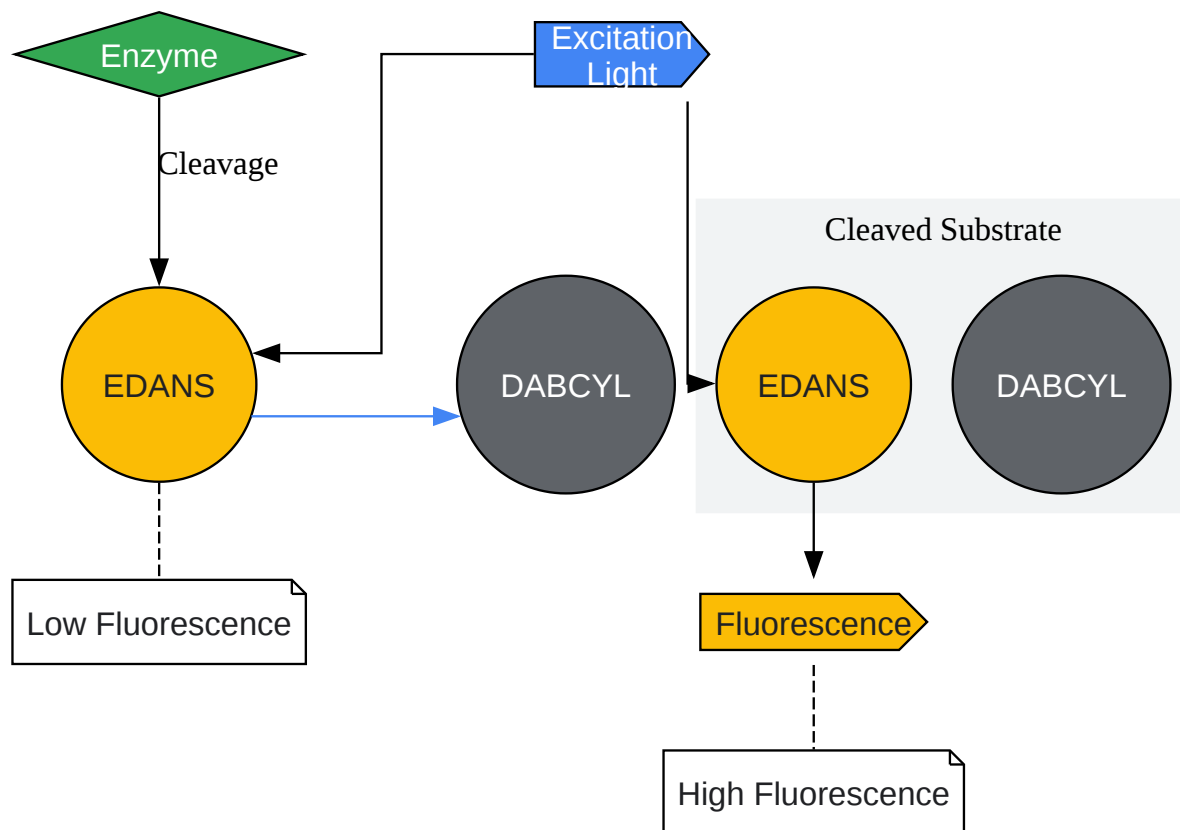 Enzyme
Excitation
Light
Cleavage
Cleaved Substrate
EDANS
DABCYL
EDANS
DABCYL
Low Fluorescence
Fluorescence
High Fluorescence